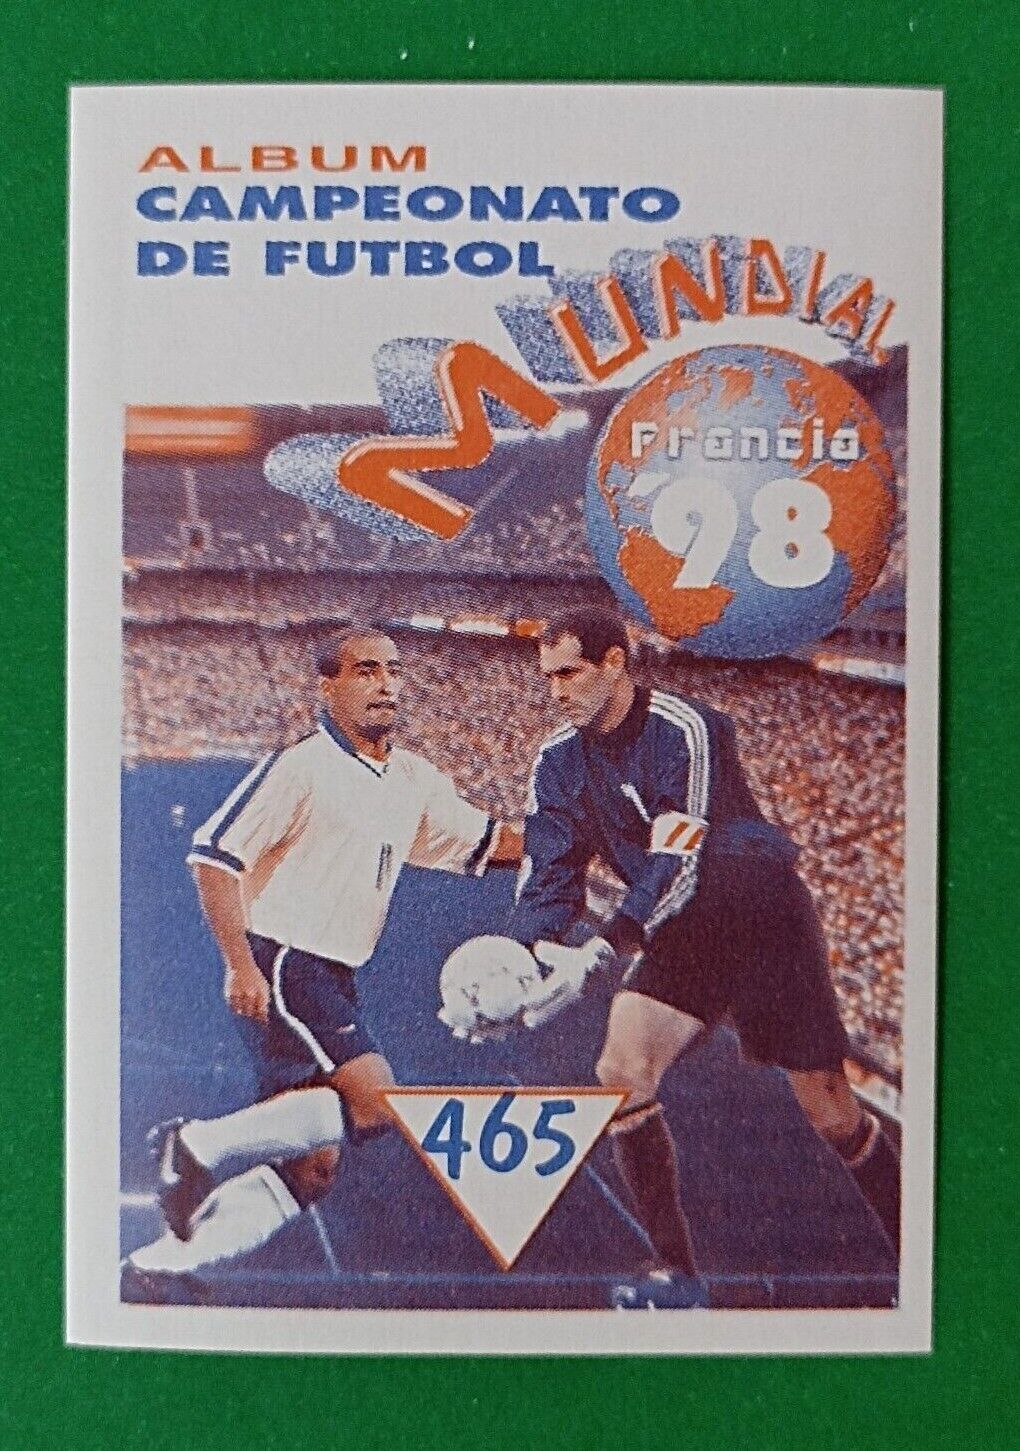 ALBUM
CAMPEONATO
DE FUTBOL
MUNDIAL
Francia
'98
465